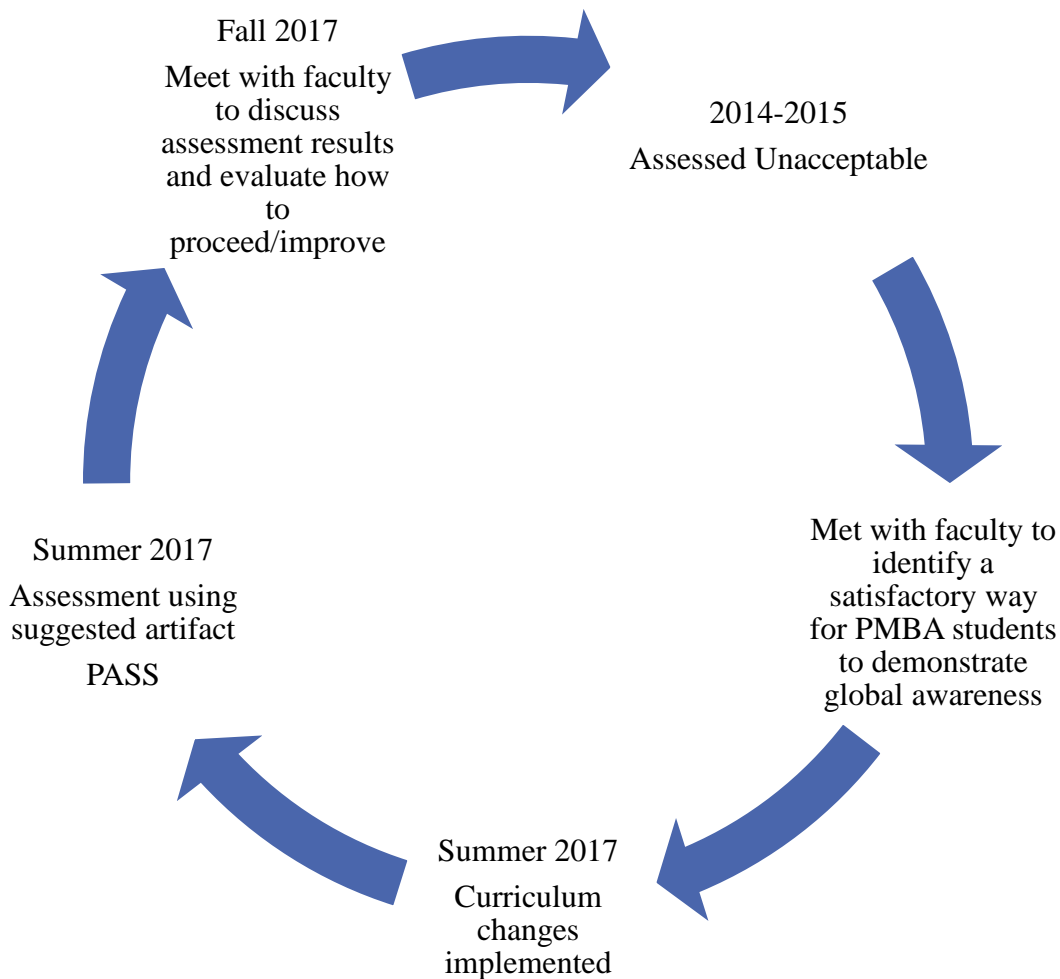 Fall 2017
Meet with faculty
to discuss
assessment results
and evaluate how
to
proceed/improve
2014-2015
Assessed Unacceptable
Met with faculty to
identify a
satisfactory way
for PMBA students
to demonstrate
global awareness
Summer 2017
Curriculum
changes
implemented
Summer 2017
Assessment using
suggested artifact
PASS